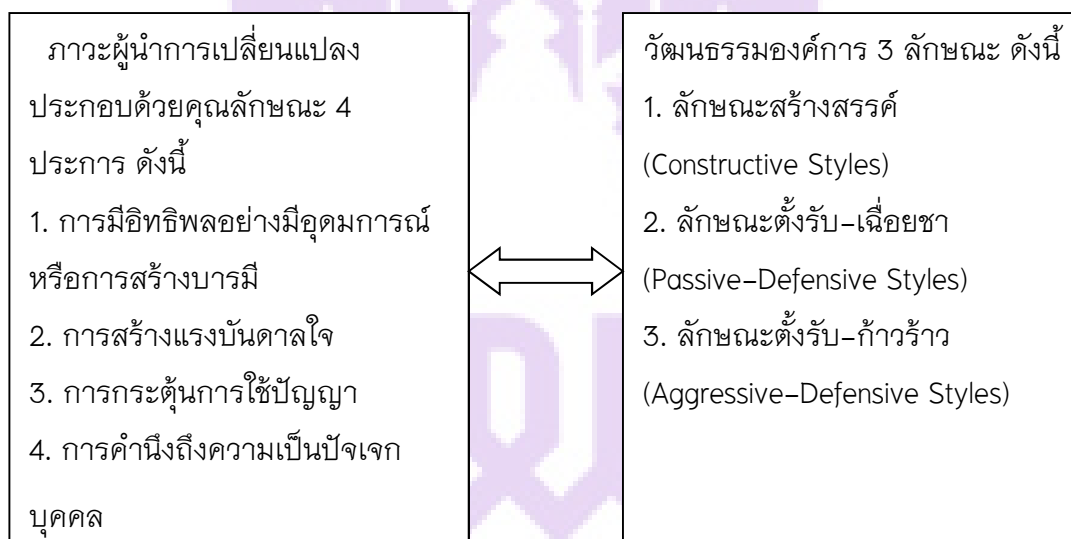 ภาวะผู้นำการเปลี่ยนแปลง
ประกอบด้วยคุณลักษณะ 4
ประการ ดังนี้
1. การมีอิทธิพลอย่างมีอุดมการณ์
หรือการสร้างบารมี
2. การสร้างแรงบันดาลใจ
3. การกระตุ้นการใช้ปัญญา
4. การคำนึงถึงความเป็นปัจเจก
บุคคล
วัฒนธรรมองค์การ 3 ลักษณะ ดังนี้
1. ลักษณะสร้างสรรค์
(Constructive Styles)
2. ลักษณะตั้งรับ-เฉื่อยชา
(Passive-Defensive Styles)
3. ลักษณะตั้งรับ-ก้าวร้าว
(Aggressive-Defensive Styles)